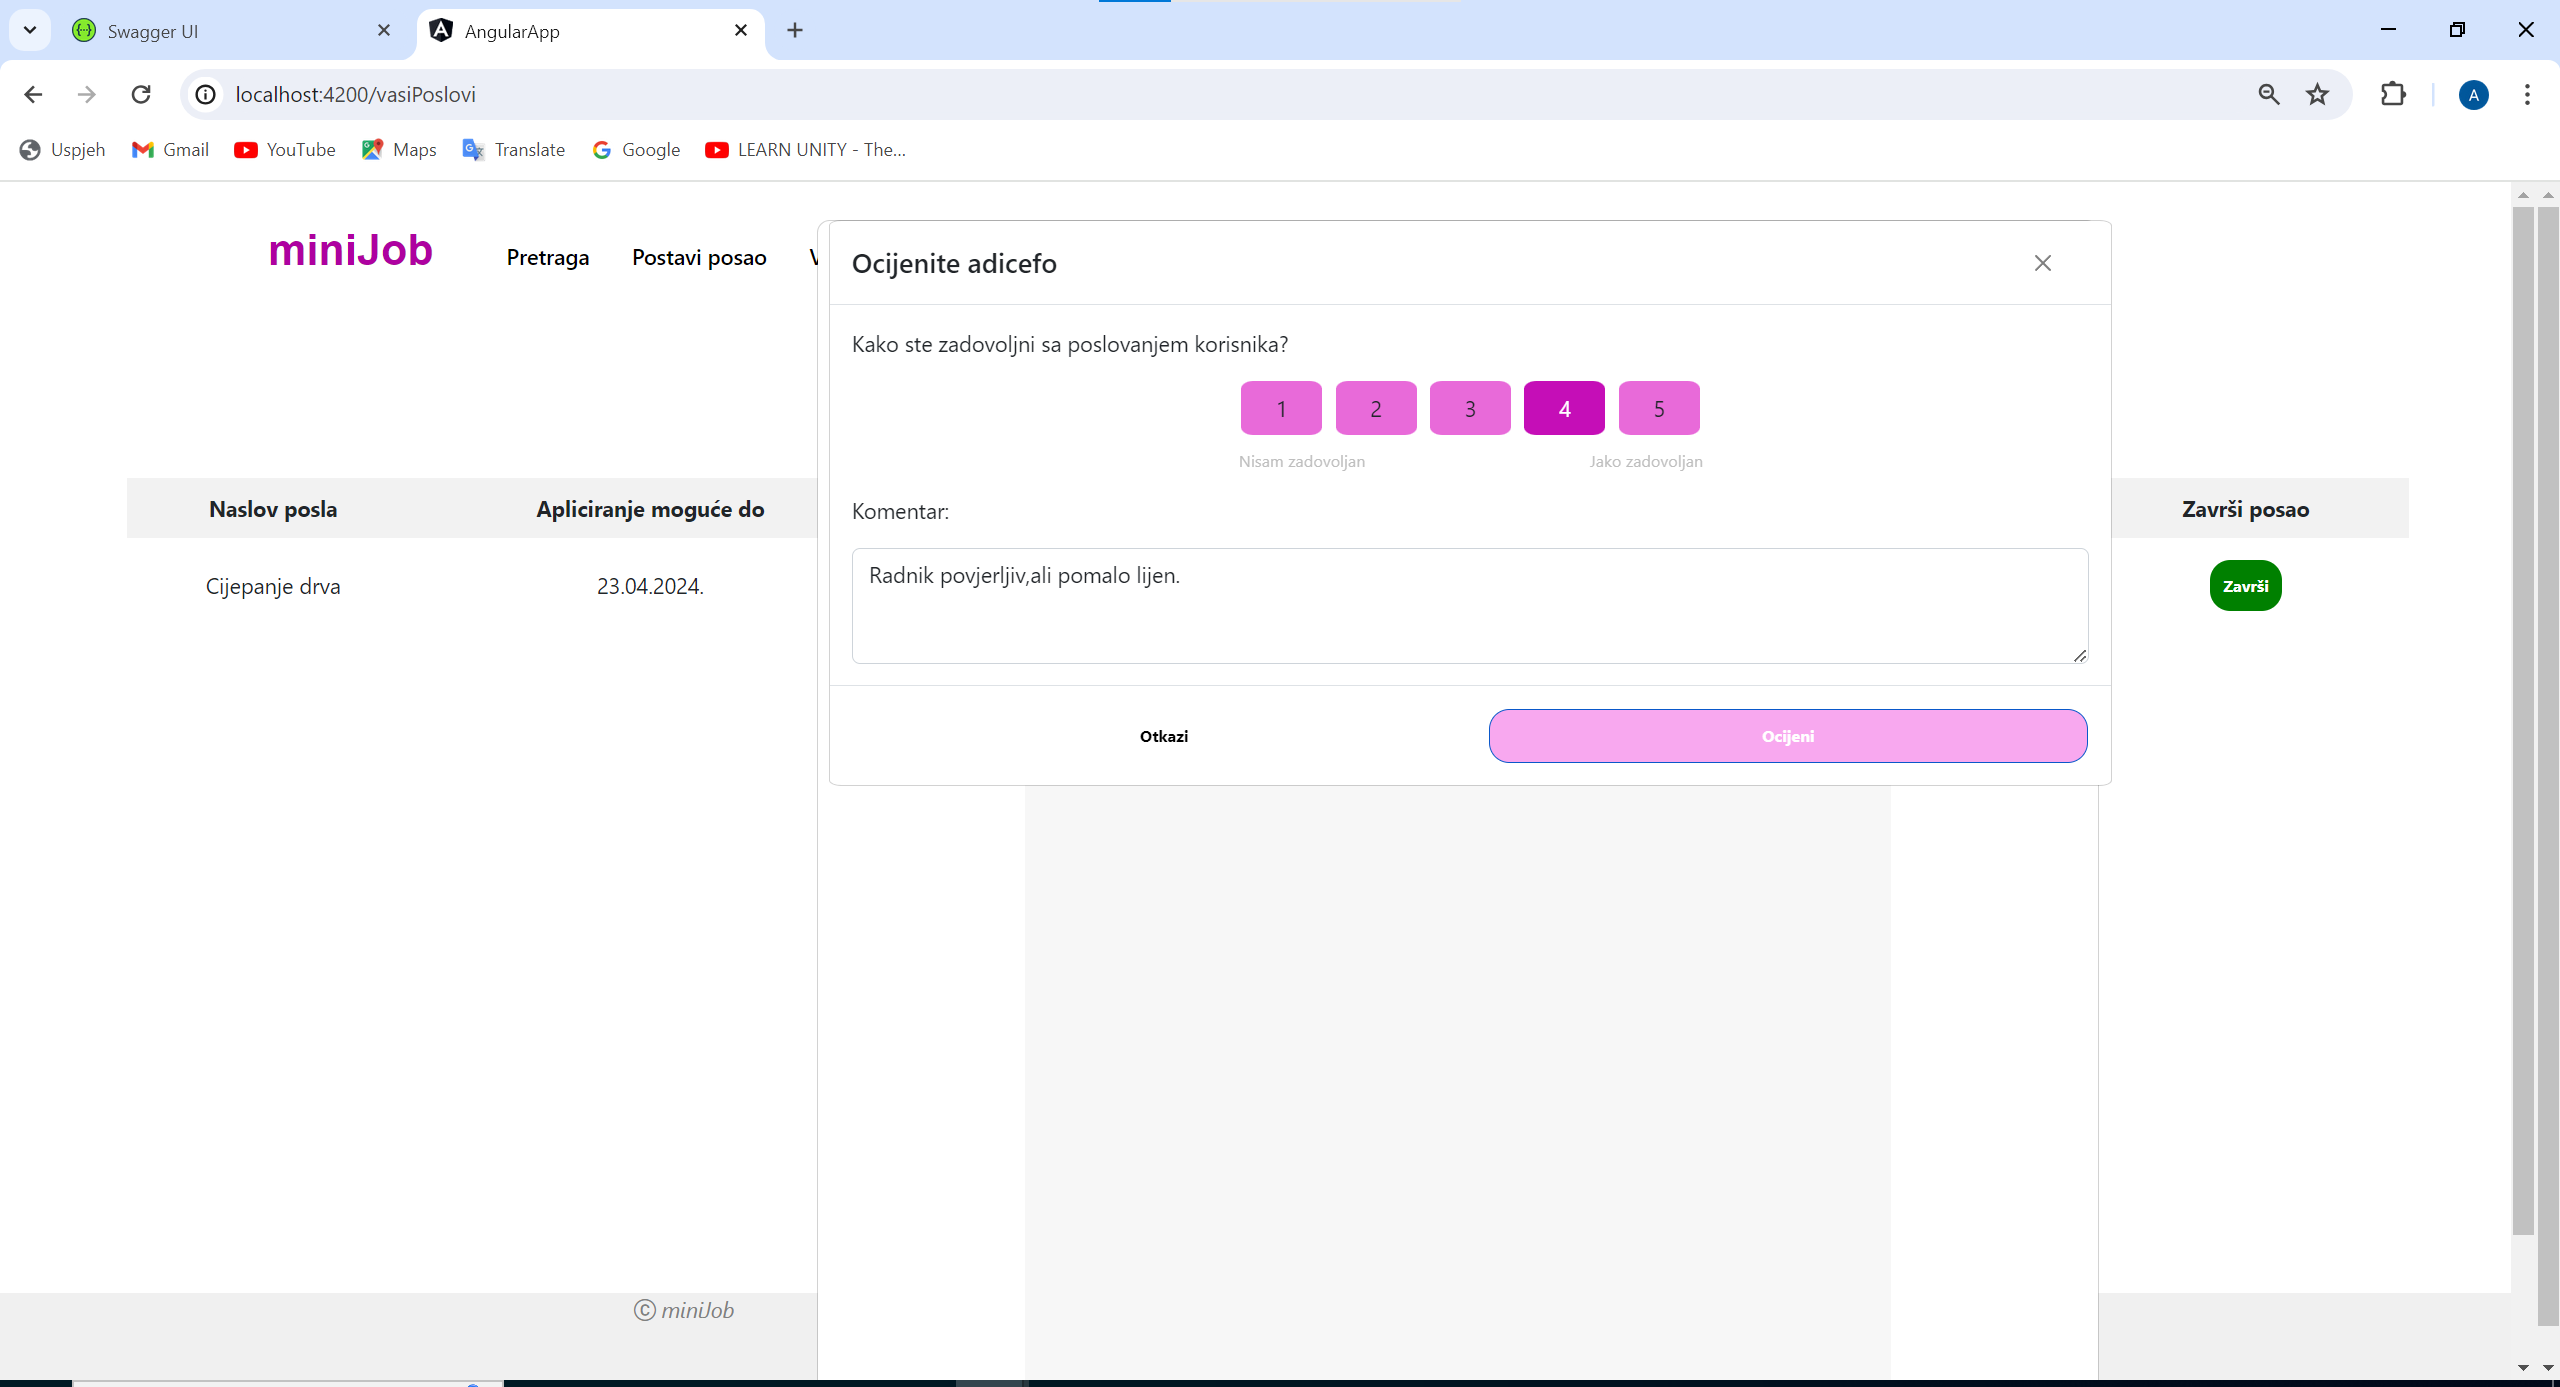 Swagger UI
AngularApp
localhost:4200/vasiPoslovi
A
Uspjeh
Gmail
YouTube
Maps
Translate
Google
LEARN UNITY - The...
miniJob
Pretraga
Postavi posao
Ocijenite adicefo
Kako ste zadovoljni sa poslovanjem korisnika?
1 2 3 4 5
Nisam zadovoljan
Jako zadovoljan
Komentar:
Radnik povjerljiv,ali pomalo lijen.
Otkazi
Ocijeni
Naslov posla
Apliciranje moguće do
Završi posao
Cijepanje drva
23.04.2024.
Završi
© miniJob